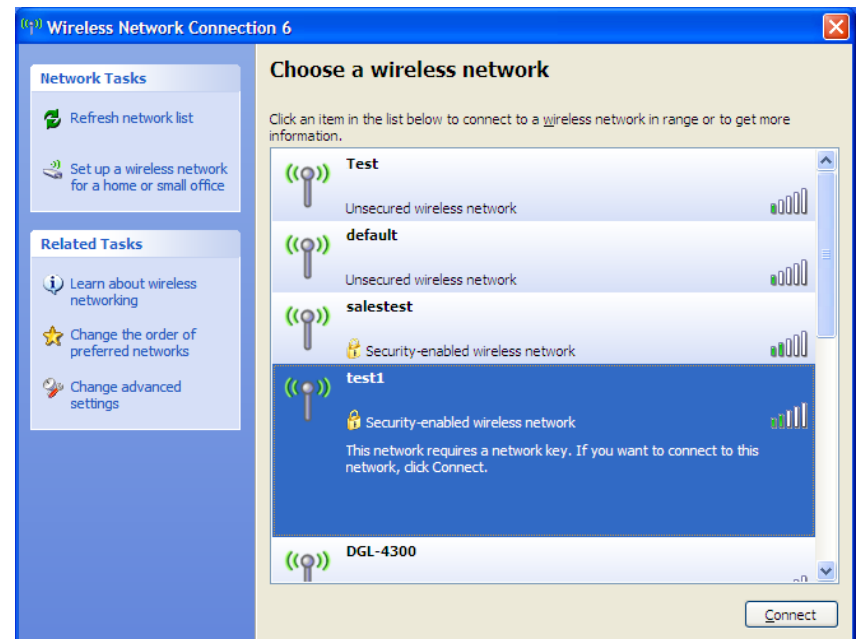 Wireless Network Connection 6
Network Tasks
Refresh network list
Set up a wireless network
for a home or small office
Related Tasks
Learn about wireless
networking
Change the order of
preferred networks
Change advanced
settings
Choose a wireless network
Click an item in the list below to connect to a wireless network in range or to get more
information.
Test
Unsecured wireless network
default
Unsecured wireless network
salestest
Security-enabled wireless network
test1
Security-enabled wireless network
This network requires a network key. If you want to connect to this
network, click Connect.
DGL-4300
Connect